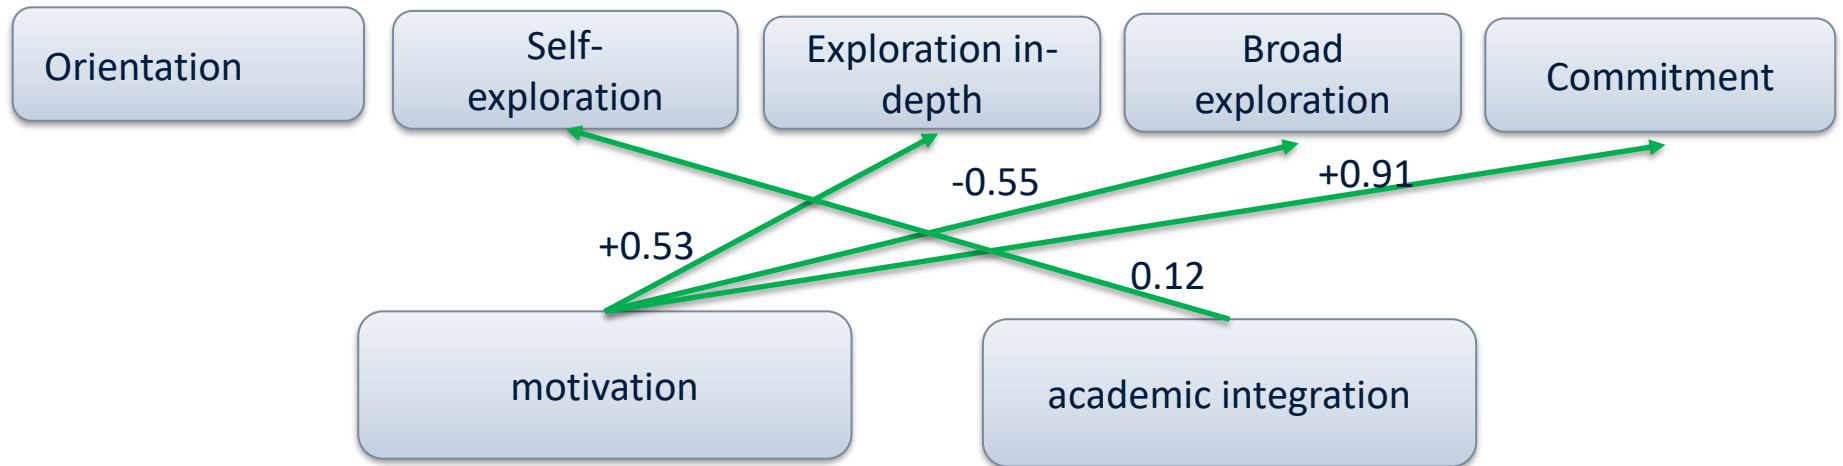 Orientation
Self-
exploration
Exploration in-
depth
Broad
exploration
Commitment
-0.55
+0.91
+0.53
0.12
motivation
academic integration